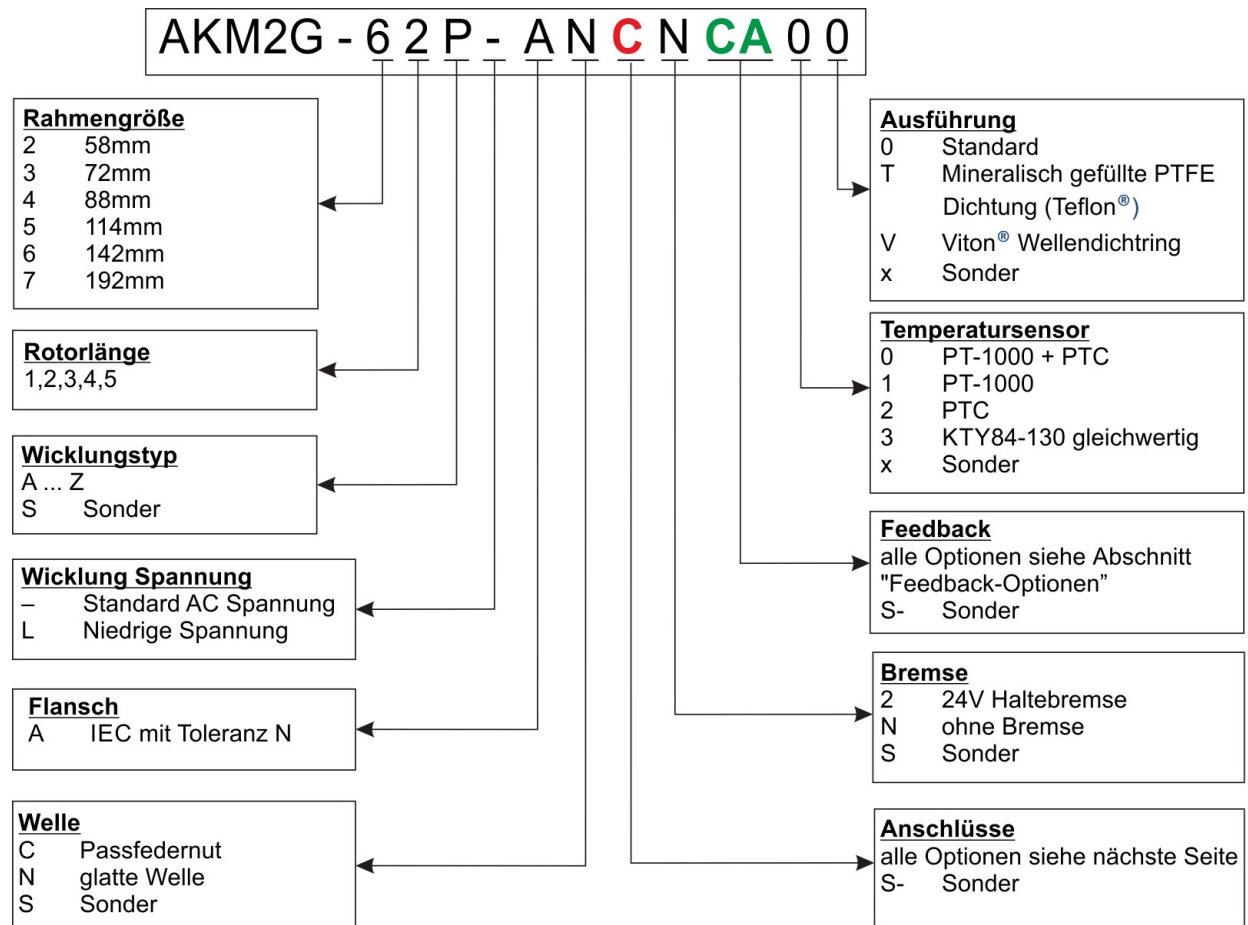 AKM2G - 6 2 P - A N C N CA 0 0
Rahmengröße
2 58mm
3 72mm
4 88mm
5 114mm
6 142mm
7 192mm
Rotorlänge
1,2,3,4,5
Wicklungstyp
A ... Z
S Sonder
Wicklung Spannung
– Standard AC Spannung
L Niedrige Spannung
Flansch
A IEC mit Toleranz N
Welle
C Passfedernut
N glatte Welle
S Sonder
Ausführung
0 Standard
T Mineralisch gefüllte PTFE
Dichtung (Teflon®)
V Viton® Wellendichtring
x Sonder
Temperatursensor
0 PT-1000 + PTC
1 PT-1000
2 PTC
3 KTY84-130 gleichwertig
x Sonder
Feedback
alle Optionen siehe Abschnitt
"Feedback-Optionen”
S- Sonder
Bremse
2 24V Haltebremse
N ohne Bremse
S Sonder
Anschlüsse
alle Optionen siehe nächste Seite
S- Sonder